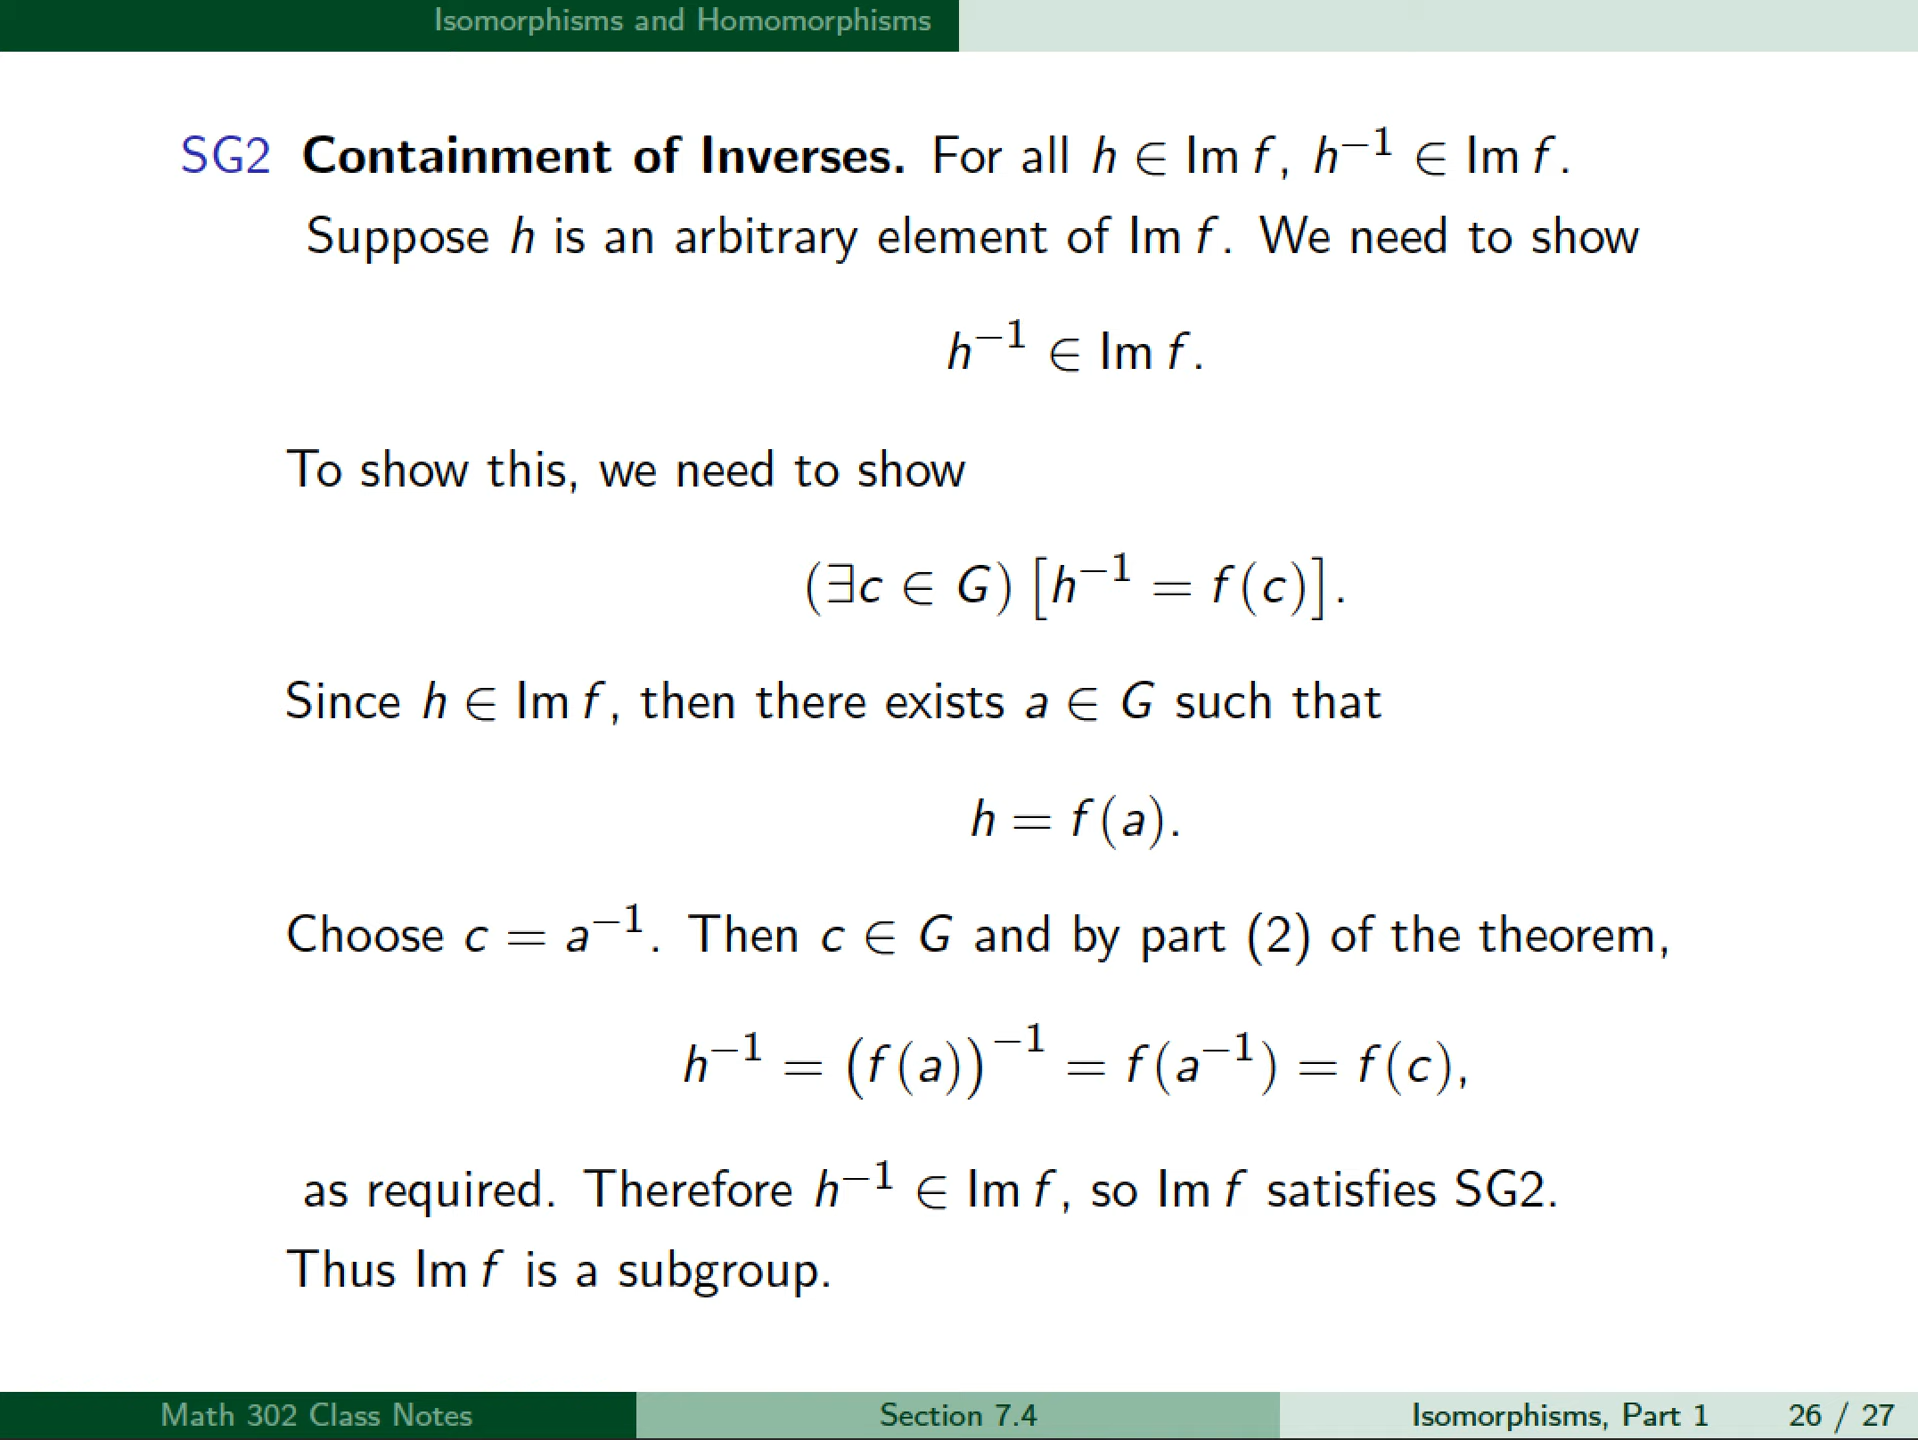 Isomorphisms and Homomorphisms
SG2 Containment of Inverses. For all h ∈ Im f, h⁻¹ ∈ Im f.
Suppose h is an arbitrary element of Im f. We need to show
h⁻¹ ∈ Im f.
To show this, we need to show
(∃c ∈ G) [h⁻¹ = f(c)].
Since h ∈ Im f, then there exists a ∈ G such that
h = f(a).
Choose c = a⁻¹. Then c ∈ G and by part (2) of the theorem,
h⁻¹ = (f(a))⁻¹ = f(a⁻¹) = f(c),
as required. Therefore h⁻¹ ∈ Im f, so Im f satisfies SG2.
Thus Im f is a subgroup.
Math 302 Class Notes Section 7.4 Isomorphisms, Part 1 26 / 27